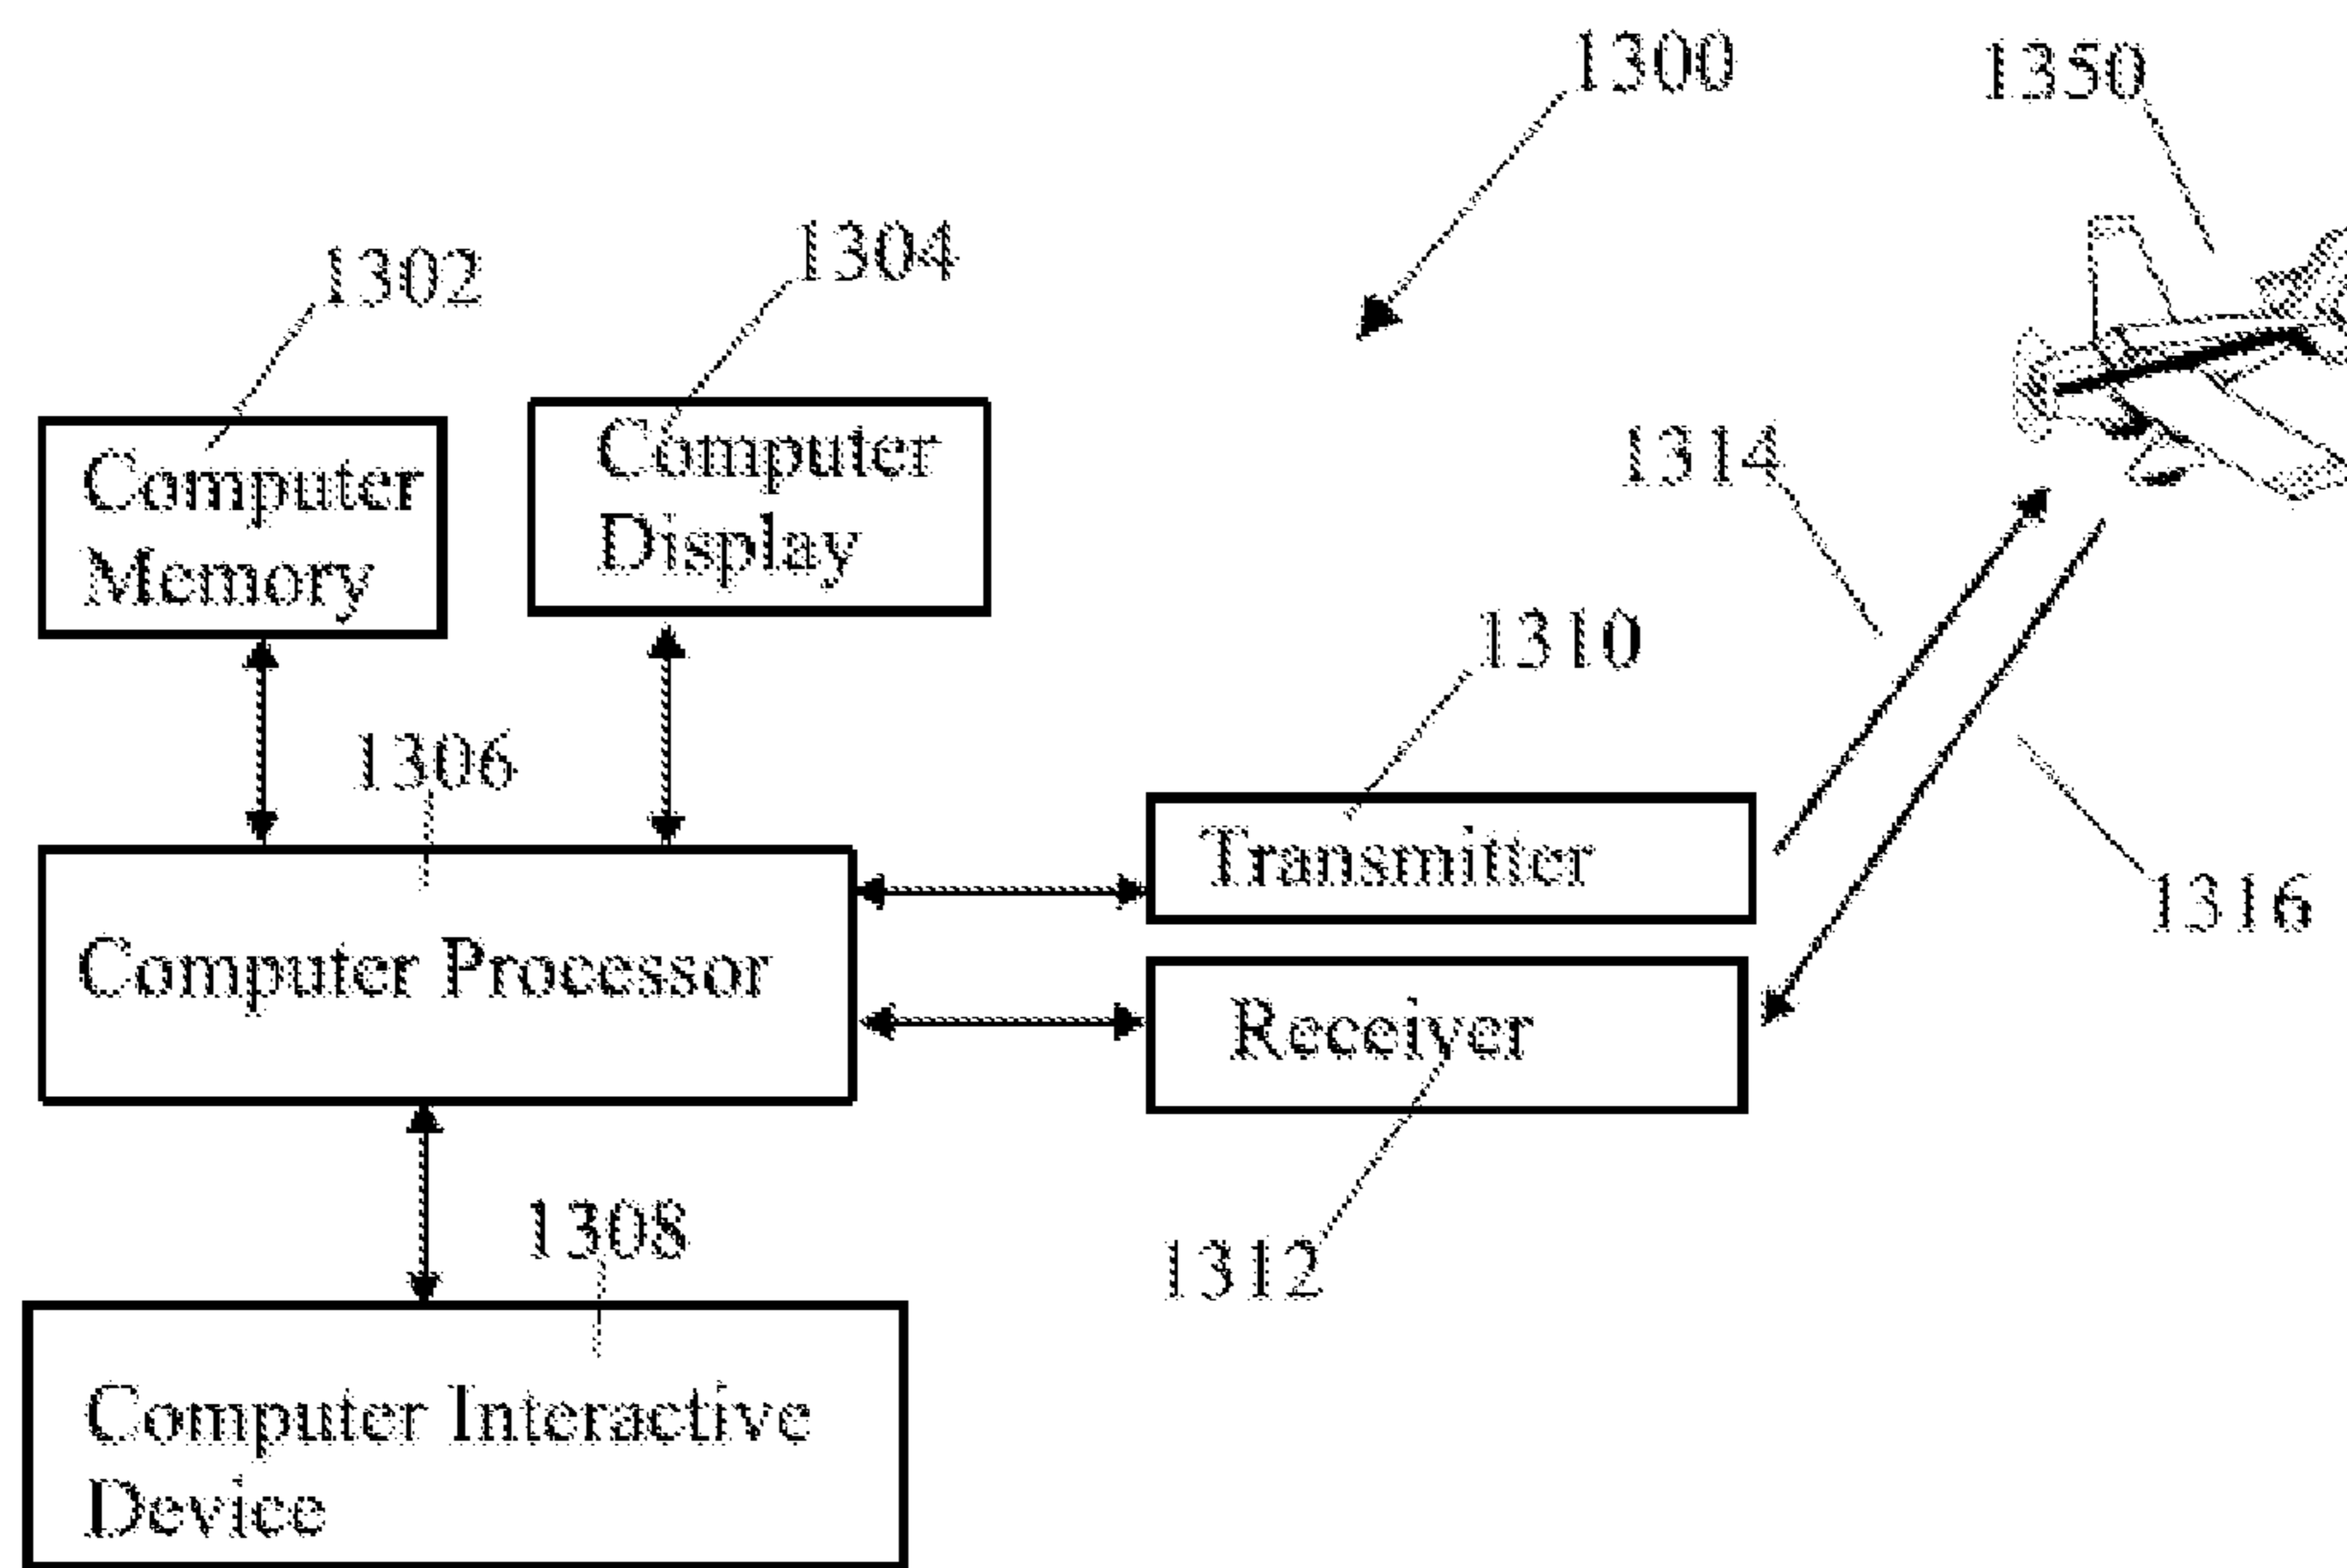 1300
1350
1302
1304
Computer
Memory
Computer
Display
1314
1310
1306
Transmitter
1316
Computer Processor
Receiver
1308
1312
Computer Interactive
Device